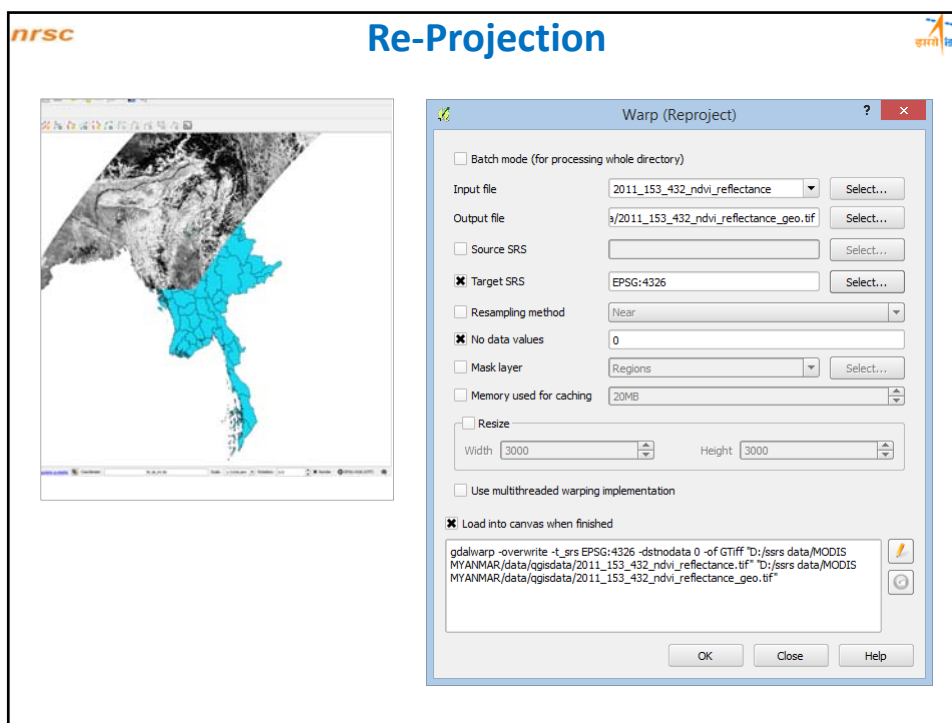 nrsc
Re-Projection
इसरो
Warp (Reproject)
?
Batch mode (for processing whole directory)
Input file
2011_153_432_ndvi_reflectance
Select...
Output file
a/2011_153_432_ndvi_reflectance_geo.tif
Select...
Source SRS
Select...
Target SRS
EPSG:4326
Select...
Resampling method
Near
No data values
0
Mask layer
Regions
Select...
Memory used for caching
20MB
Resize
Width
3000
Height
3000
Use multithreaded warping implementation
Load into canvas when finished
gdalwarp -overwrite -t_srs EPSG:4326 -dstnodata 0 -of GTiff "D:/ssrs data/MODIS
MYANMAR/data/qgisdata/2011_153_432_ndvi_reflectance.tif" "D:/ssrs data/MODIS
MYANMAR/data/qgisdata/2011_153_432_ndvi_reflectance_geo.tif"
OK
Close
Help